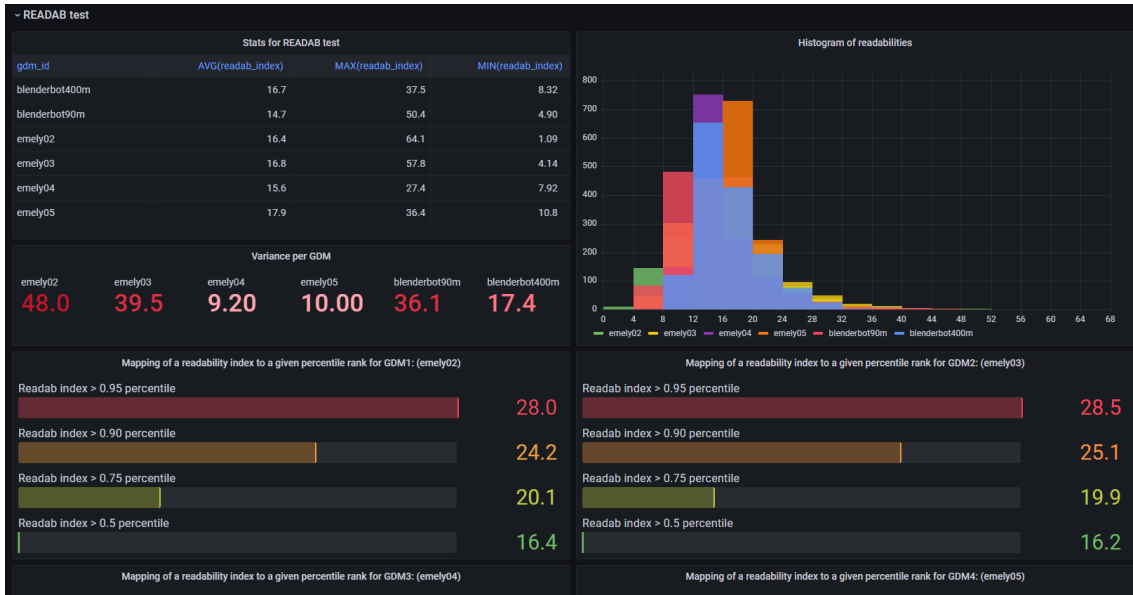 READAB test
Stats for READAB test
gdm_id AVG(readab_index) MAX(readab_index) MIN(readab_index)
blenderbot400m 16.7 37.5 8.32
blenderbot90m 14.7 50.4 4.90
emely02 16.4 64.1 1.09
emely03 16.8 57.8 4.14
emely04 15.6 27.4 7.92
emely05 17.9 36.4 10.8
Variance per GDM
emely02 emely03 emely04 emely05 blenderbot90m blenderbot400m
48.0 39.5 9.20 10.00 36.1 17.4
Histogram of readabilities
800
700
600
500
400
300
200
100
0
0 4 8 12 16 20 24 28 32 36 40 44 48 52 56 60 64 68
emely02 emely03 emely04 emely05 blenderbot90m blenderbot400m
Mapping of a readability index to a given percentile rank for GDM1: (emely02)
Readab index > 0.95 percentile
28.0
Readab index > 0.90 percentile
24.2
Readab index > 0.75 percentile
20.1
Readab index > 0.5 percentile
16.4
Mapping of a readability index to a given percentile rank for GDM2: (emely03)
Readab index > 0.95 percentile
28.5
Readab index > 0.90 percentile
25.1
Readab index > 0.75 percentile
19.9
Readab index > 0.5 percentile
16.2
Mapping of a readability index to a given percentile rank for GDM3: (emely04)
Mapping of a readability index to a given percentile rank for GDM4: (emely05)